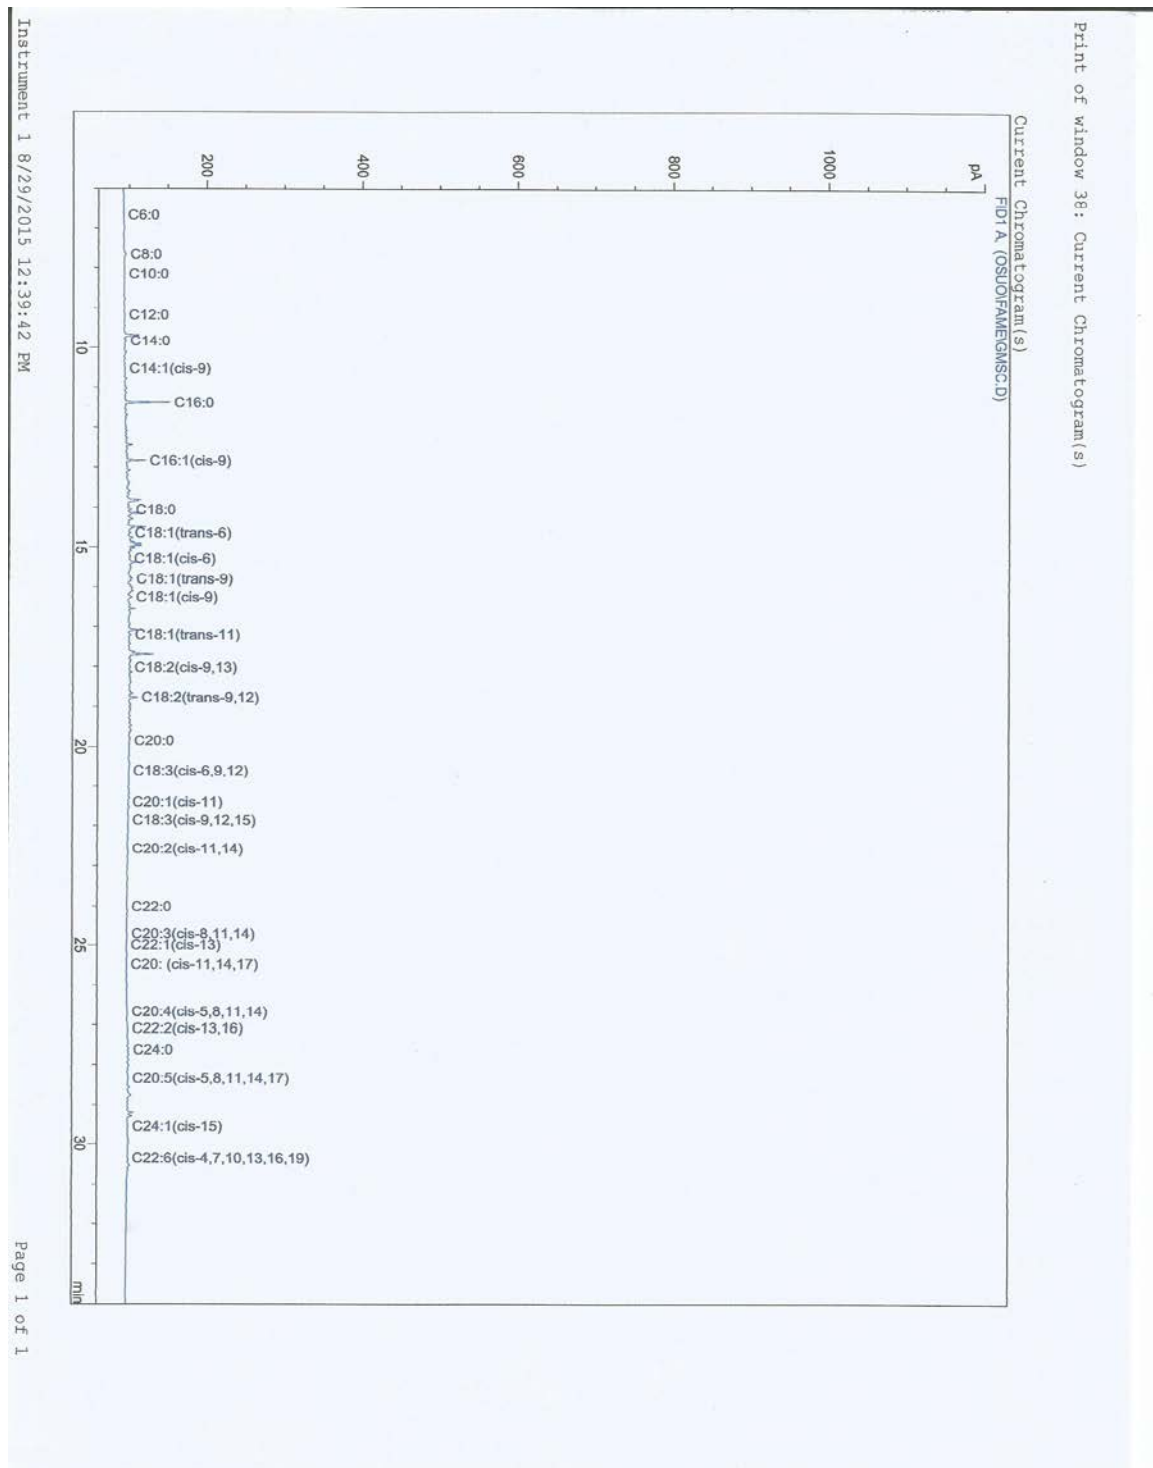 Print of window 38: Current Chromatogram(s)
Current Chromatogram(s)
FID1 A, (OSUO\FAME\GMSC.D)
pA
1000
800
600
400
200
C6:0
C8:0
C10:0
C12:0
C14:0
C14:1(cis-9)
C16:0
C16:1(cis-9)
C18:0
C18:1(trans-6)
C18:1(cis-6)
C18:1(trans-9)
C18:1(cis-9)
C18:1(trans-11)
C18:2(cis-9,13)
C18:2(trans-9,12)
C20:0
C18:3(cis-6,9,12)
C20:1(cis-11)
C18:3(cis-9,12,15)
C20:2(cis-11,14)
C22:0
C20:3(cis-8,11,14)
C22:1(cis-13)
C20: (cis-11,14,17)
C20:4(cis-5,8,11,14)
C22:2(cis-13,16)
C24:0
C20:5(cis-5,8,11,14,17)
C24:1(cis-15)
C22:6(cis-4,7,10,13,16,19)
10
15
20
25
30
min
Instrument 1 8/29/2015 12:39:42 PM
Page 1 of 1